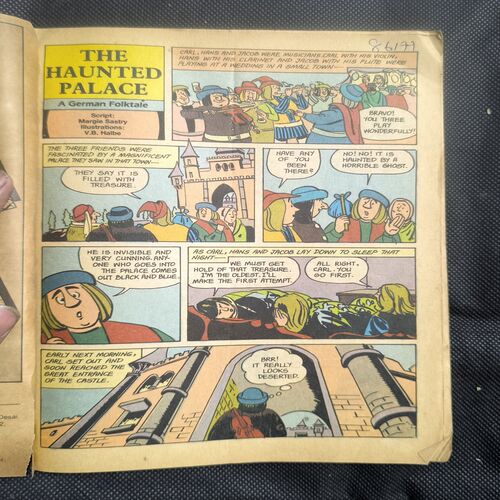 8/6/77
THE
HAUNTED
PALACE
A German Folktale
Script:
Margie Sastry
Illustrations:
V.B. Halbe
CARL, HANS AND JACOB WERE MUSICIANS. CARL WITH HIS VIOLIN,
HANS WITH HIS CLARINET AND JACOB WITH HIS FLUTE WERE
PLAYING AT A WEDDING IN A SMALL TOWN—
BRAVO!
YOU THREE
PLAY
WONDERFULLY!
THE THREE FRIENDS WERE
FASCINATED BY A MAGNIFICENT
PALACE THEY SAW IN THAT TOWN—
THEY SAY IT IS
FILLED WITH
TREASURE.
HAVE ANY
OF YOU
BEEN
THERE?
NO! NO! IT IS
HAUNTED BY A
HORRIBLE GHOST.
HE IS INVISIBLE AND
VERY CUNNING. ANY-
ONE WHO GOES INTO
THE PALACE COMES
OUT BLACK AND BLUE.
AS CARL, HANS AND JACOB LAY DOWN TO SLEEP THAT
NIGHT—
WE MUST GET
HOLD OF THAT TREASURE.
I'M THE OLDEST. I'LL
MAKE THE FIRST ATTEMPT.
ALL RIGHT,
CARL. YOU
GO FIRST.
EARLY NEXT MORNING,
CARL SET OUT AND
SOON REACHED THE
GREAT ENTRANCE
OF THE CASTLE.
BRR!
IT REALLY
LOOKS
DESERTED.
Desai